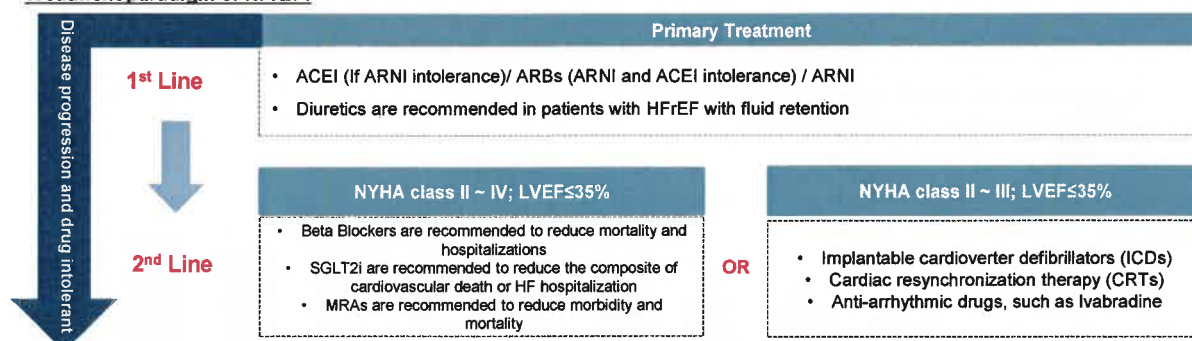 Primary Treatment
Disease progression and drug intolerant
1st Line
• ACEI (If ARNI intolerance)/ ARBs (ARNI and ACEI intolerance) / ARNI
• Diuretics are recommended in patients with HFrEF with fluid retention
NYHA class II ~ IV; LVEF≤35%
NYHA class II ~ III; LVEF≤35%
2nd Line
• Beta Blockers are recommended to reduce mortality and
hospitalizations
• SGLT2i are recommended to reduce the composite of
cardiovascular death or HF hospitalization
• MRAs are recommended to reduce morbidity and
mortality
OR
• Implantable cardioverter defibrillators (ICDs)
• Cardiac resynchronization therapy (CRTs)
• Anti-arrhythmic drugs, such as Ivabradine